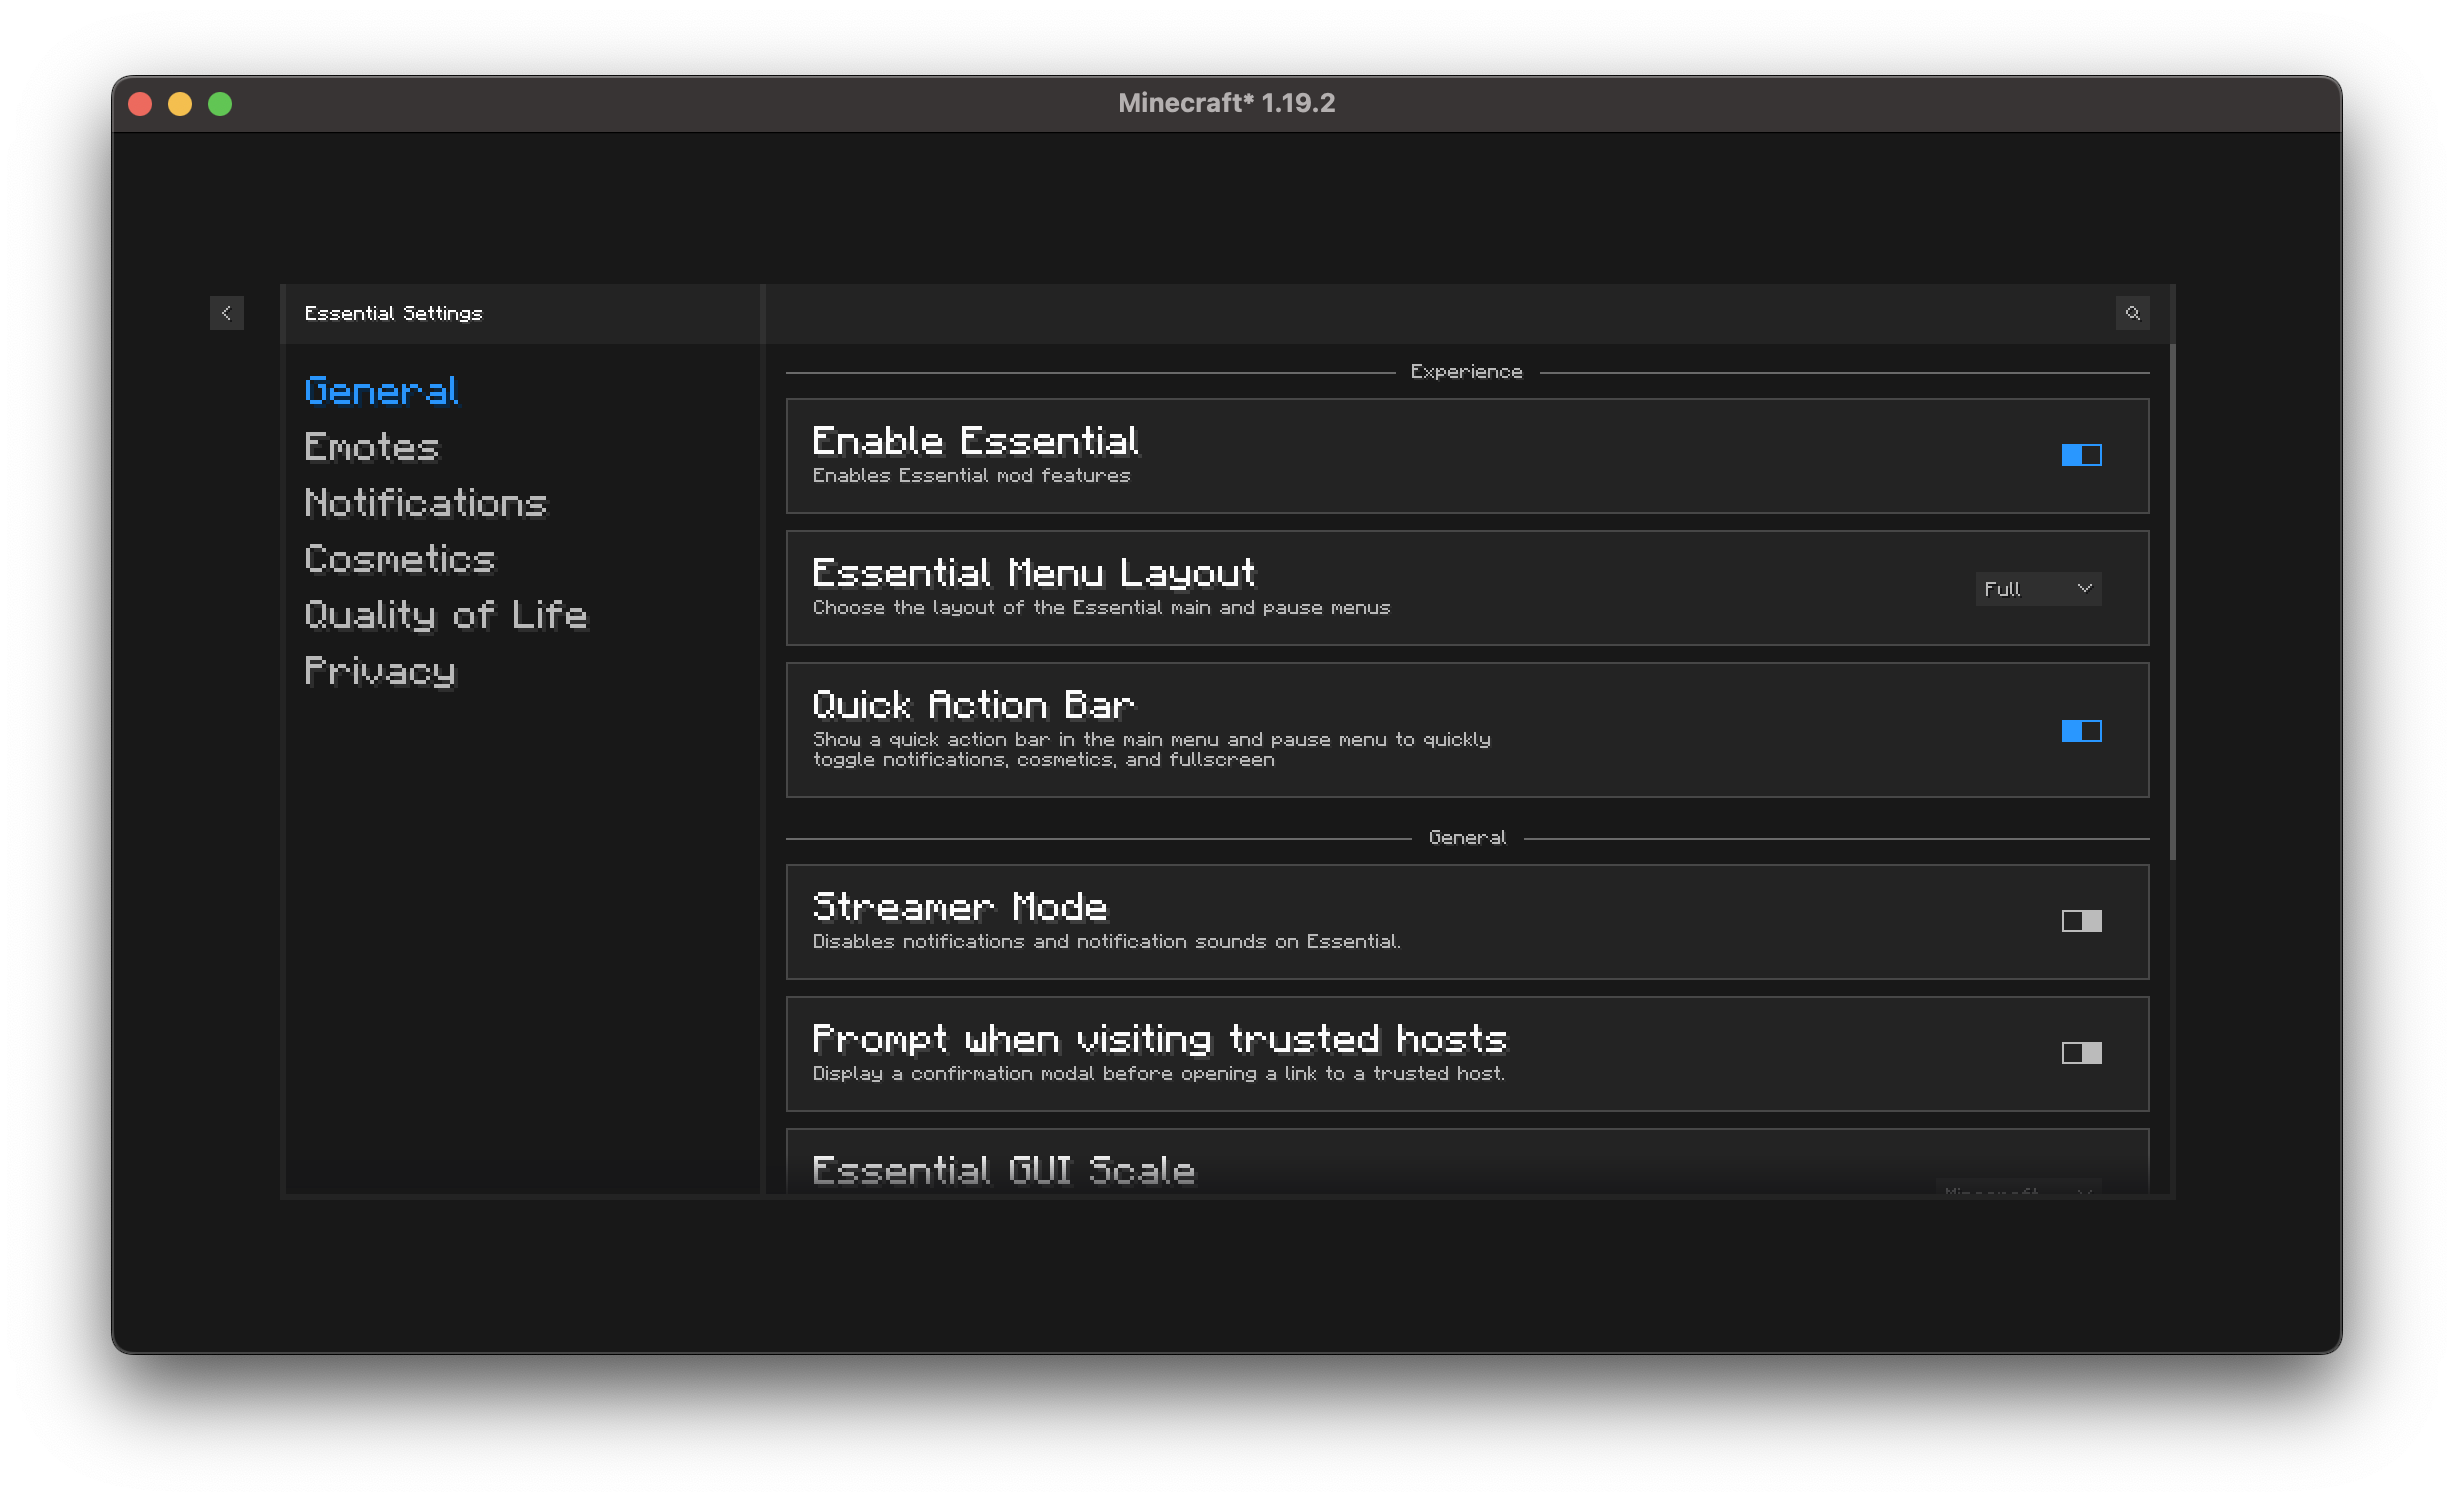 Minecraft* 1.19.2
Essential Settings
General
Emotes
Notifications
Cosmetics
Quality of Life
Privacy
Experience
Enable Essential
Enables Essential mod features
Essential Menu Layout
Choose the layout of the Essential main and pause menus
Full
Quick Action Bar
Show a quick action bar in the main menu and pause menu to quickly
toggle notifications, cosmetics, and fullscreen
General
Streamer Mode
Disables notifications and notification sounds on Essential.
Prompt when visiting trusted hosts
Display a confirmation modal before opening a link to a trusted host.
Essential GUI Scale
Minecraft